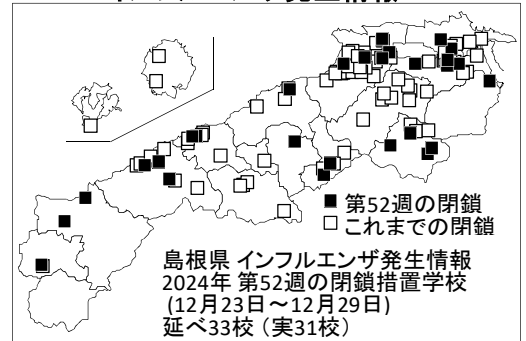 ■ 第52週の閉鎖
□ これまでの閉鎖
島根県 インフルエンザ発生情報
2024年 第52週の閉鎖措置学校
(12月23日～12月29日)
延べ33校（実31校）